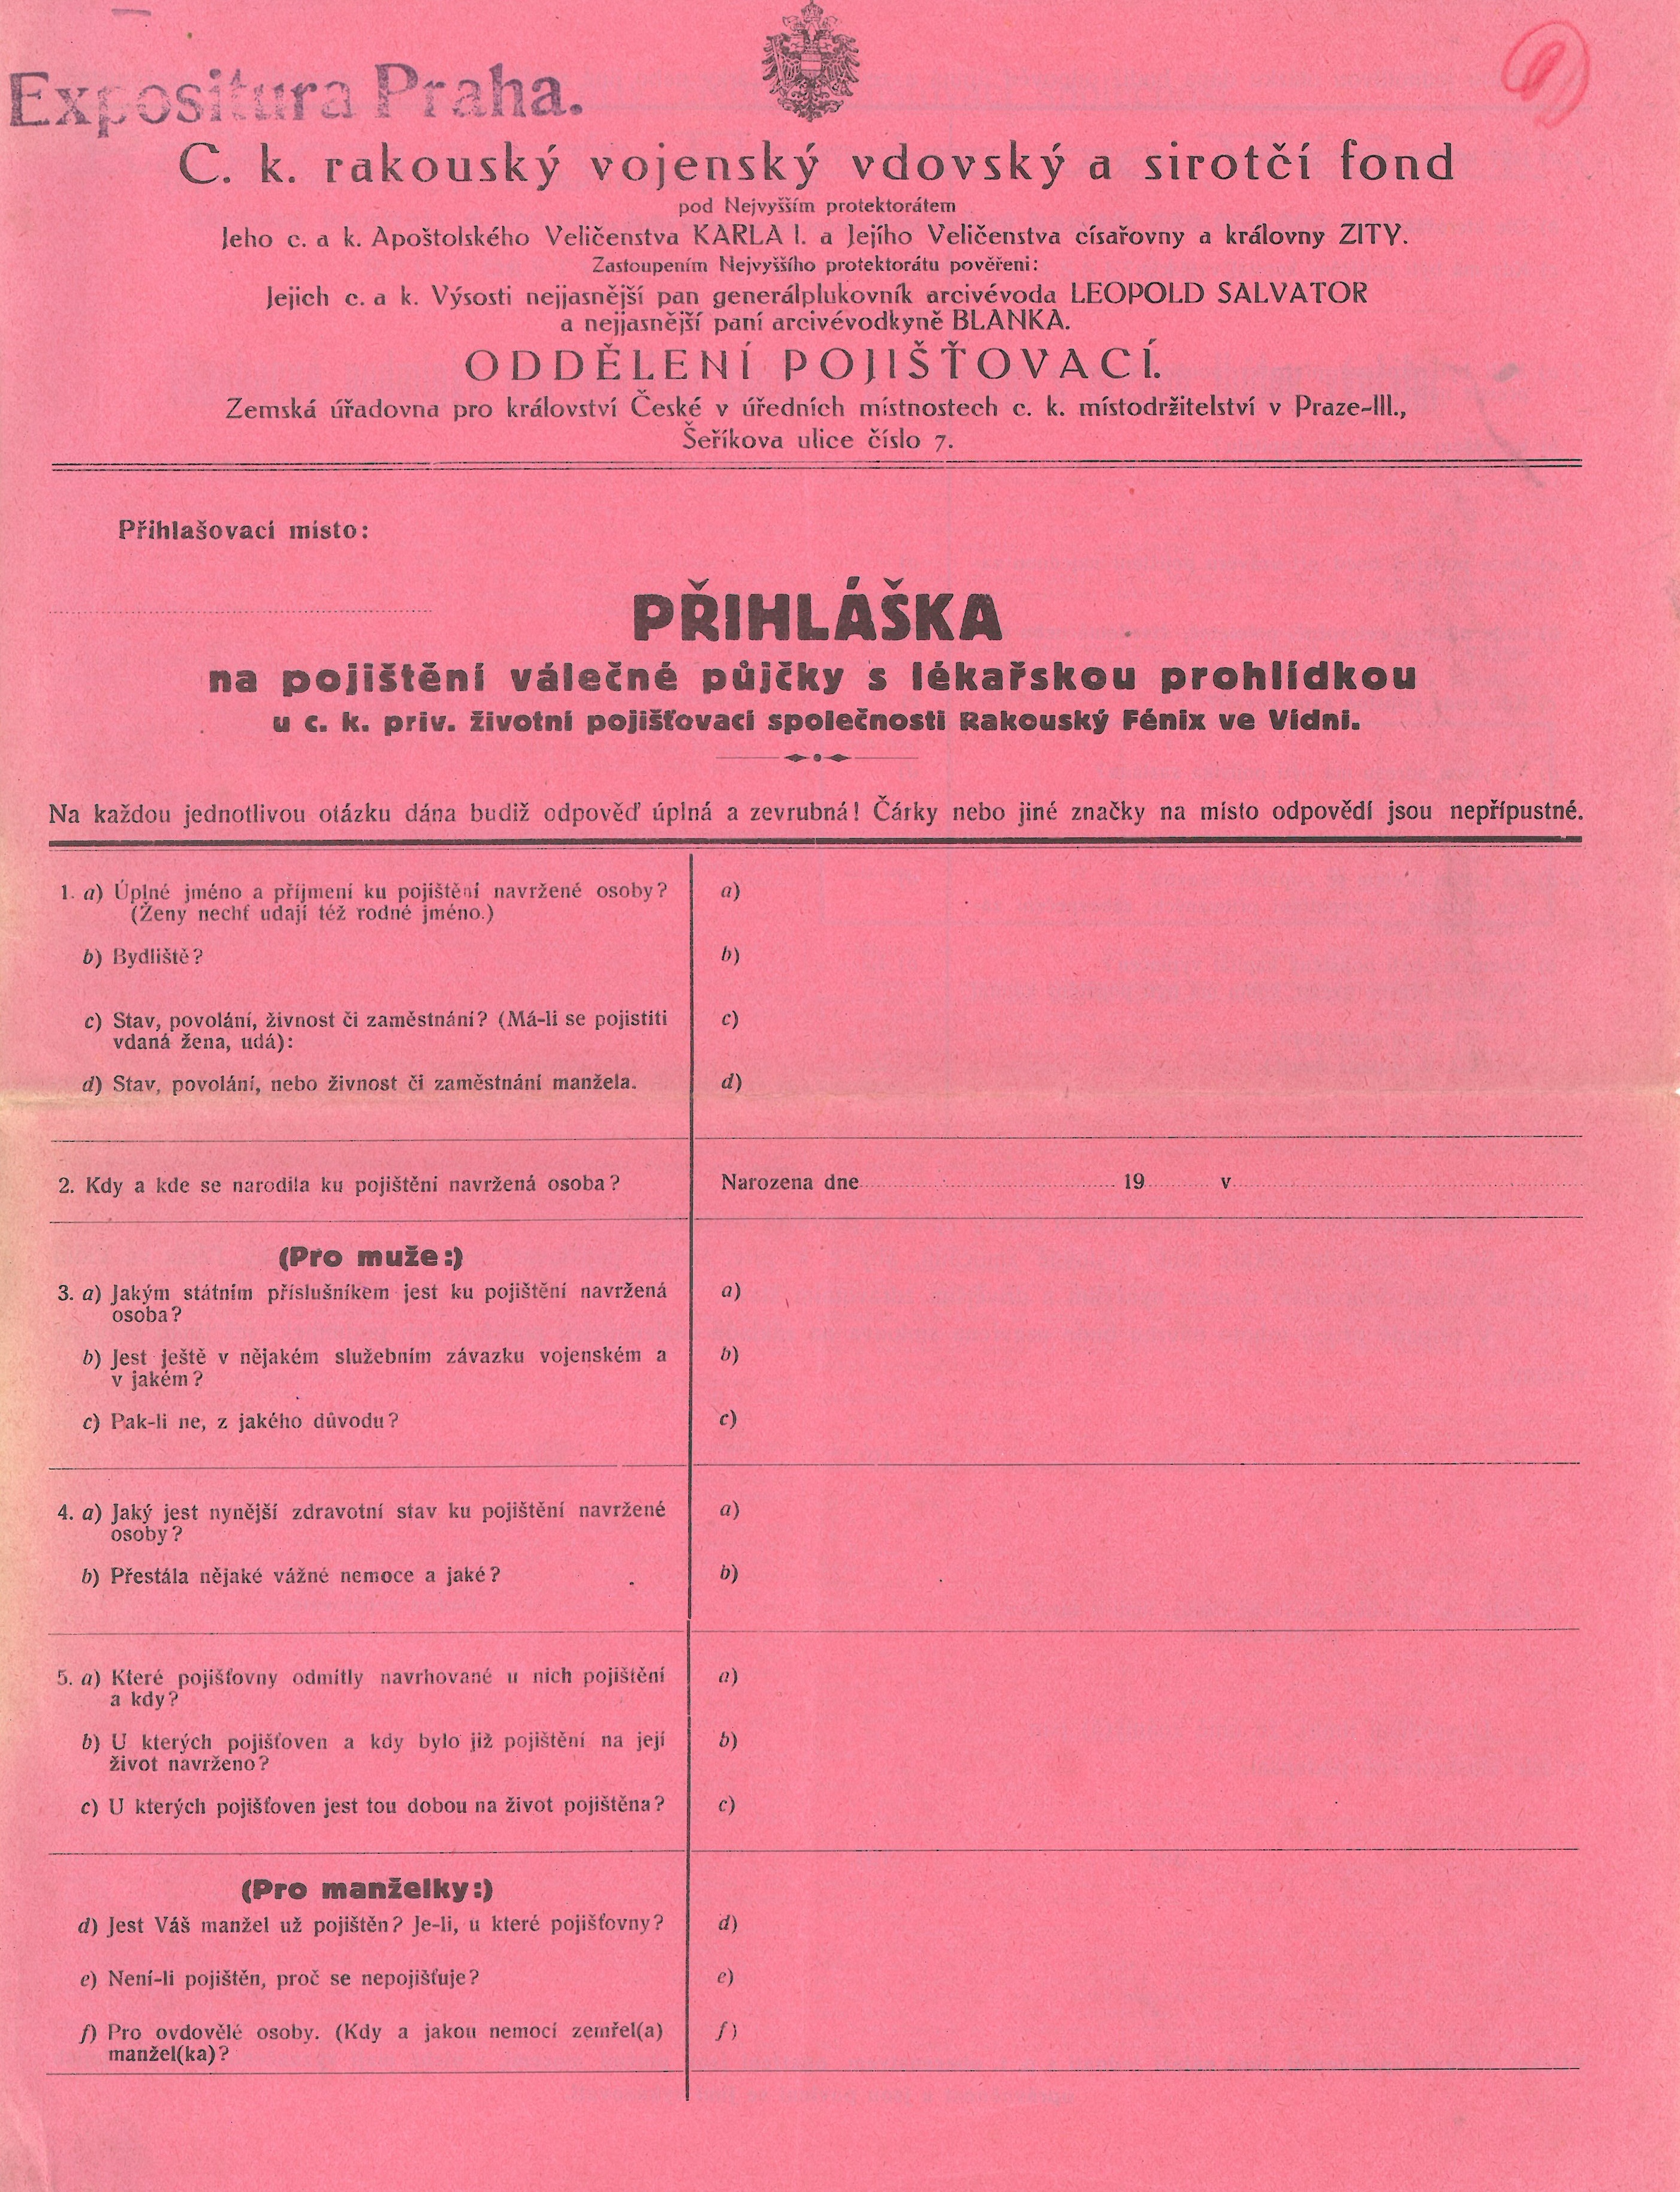 Expositura Praha.
C. k. rakouský vojenský vdovský a sirotčí fond
pod Nejvyšším protektorátem
Jeho c. a k. Apoštolského Veličenstva KARLA I. a Jejího Veličenstva císařovny a královny ZITY.
Zastoupením Nejvyššího protektorátu pověřeni:
Jejich c. a k. Výsosti nejjasnější pan generálplukovník arcivévoda LEOPOLD SALVATOR
a nejjasnější paní arcivévodkyně BLANKA.
ODDĚLENÍ POJIŠŤOVACÍ.
Zemská úřadovna pro království České v úředních místnostech c. k. místodržitelství v Praze-III.,
Šeříkova ulice číslo 7.
Přihlašovací místo:
PŘIHLÁŠKA
na pojištění válečné půjčky s lékařskou prohlídkou
u c. k. priv. životní pojišťovací společnosti Rakouský Fénix ve Vídni.
Na každou jednotlivou otázku dána budiž odpověď úplná a zevrubná! Čárky nebo jiné značky na místo odpovědí jsou nepřípustné.
1. a) Úplné jméno a příjmení ku pojištění navržené osoby? a)
(Ženy nechť udají též rodné jméno.)
b) Bydliště? b)
c) Stav, povolání, živnost či zaměstnání? (Má-li se pojistiti c)
vdaná žena, udá):
d) Stav, povolání, nebo živnost či zaměstnání manžela. d)
2. Kdy a kde se narodila ku pojištění navržená osoba? Narozena dne 19 v
(Pro muže:)
3. a) Jakým státním příslušníkem jest ku pojištění navržená a)
osoba?
b) Jest ještě v nějakém služebním závazku vojenském a b)
v jakém?
c) Pak-li ne, z jakého důvodu? c)
4. a) Jaký jest nynější zdravotní stav ku pojištění navržené a)
osoby?
b) Přestála nějaké vážné nemoce a jaké? b)
5. a) Které pojišťovny odmítly navrhované u nich pojištění a)
a kdy?
b) U kterých pojišťoven a kdy bylo již pojištění na její b)
život navrženo?
c) U kterých pojišťoven jest tou dobou na život pojištěna? c)
(Pro manželky:)
d) Jest Váš manžel už pojištěn? Je-li, u které pojišťovny? d)
e) Není-li pojištěn, proč se nepojišťuje? e)
f) Pro ovdovělé osoby. (Kdy a jakou nemocí zemřel(a) f)
manžel(ka)?